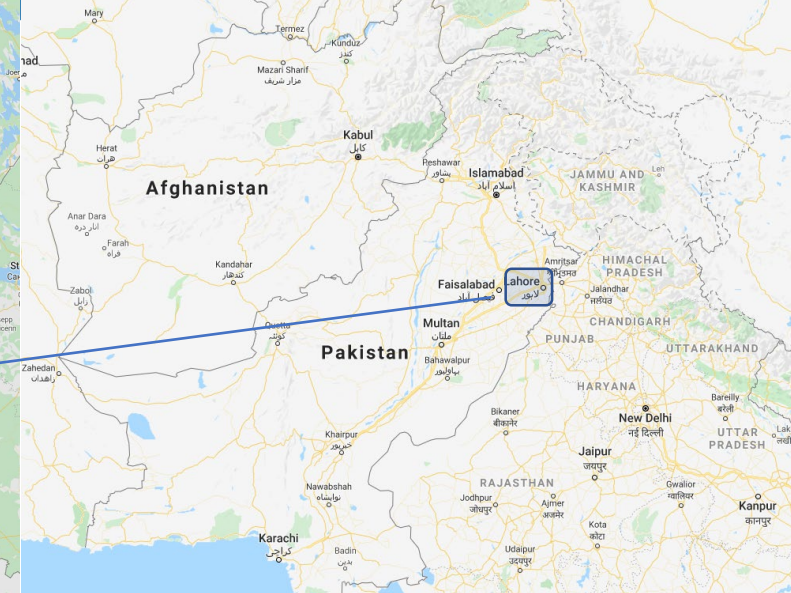 Mary
Termez
Kunduz
کندز
had
Mazari Sharif
مزار شریف
Kabul
کابل
Herat
هرات
Peshawar
پشاور
Islamabad
اسلام آباد
JAMMU AND
KASHMIR
Leh
Afghanistan
Anar Dara
انار دره
Farah
فراه
Kandahar
کندهار
Amritsar
HIMACHAL
PRADESH
St
Zabol
زابل
Faisalabad
فیصل آباد
Lahore
لاہور
Jalandhar
Multan
ملتان
CHANDIGARH
Quetta
کوئٹہ
Pakistan
PUNJAB
UTTARAKHAND
Zahedan
زاهدان
Bahawalpur
بہاولپور
HARYANA
Bareilly
बरेली
Bikaner
बीकानेर
New Delhi
नई दिल्ली
Khairpur
خیرپور
UTTAR
PRADESH
Jaipur
जयपुर
RAJASTHAN
Nawabshah
نوابشاہ
Jodhpur
जोधपुर
Ajmer
अजमेर
Gwalior
ग्वालियर
Kanpur
कानपुर
Kota
कोटा
Karachi
کراچی
Badin
بدین
Udaipur
उदयपुर